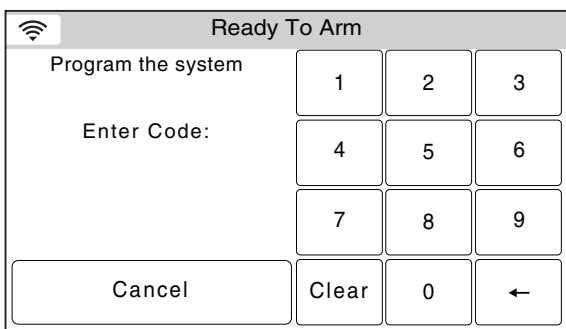 Ready To Arm
Program the system
Enter Code:
1 2 3
4 5 6
7 8 9
Cancel Clear 0 ←